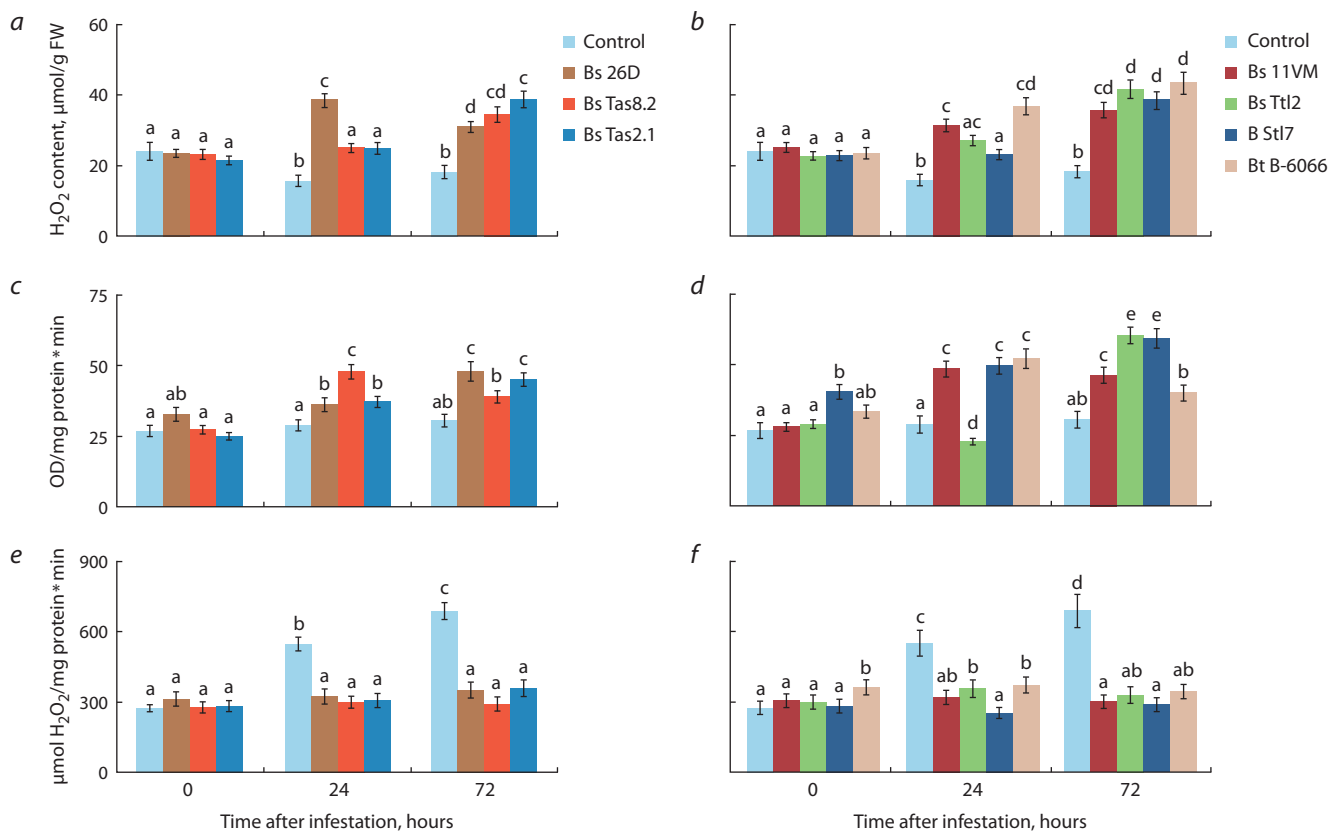 a
H₂O₂ content, µmol/g FW
60
40
20
0
a a a a
b c a a
b d cd c
Control
Bs 26D
Bs Tas8.2
Bs Tas2.1
b
a a a a a
b c ac a cd
b cd d d d
Control
Bs 11VM
Bs Ttl2
B Stl7
Bt B-6066
c
OD/mg protein*min
75
50
25
0
a ab a a
a b c b
ab c b c
d
a a a b ab
a c d c c
ab c e e b
e
µmol H₂O₂/mg protein*min
900
600
300
0
a a a a
b a a a
c a a a
0 24 72
Time after infestation, hours
f
a a a a b
c ab b a b
d a ab a ab
0 24 72
Time after infestation, hours